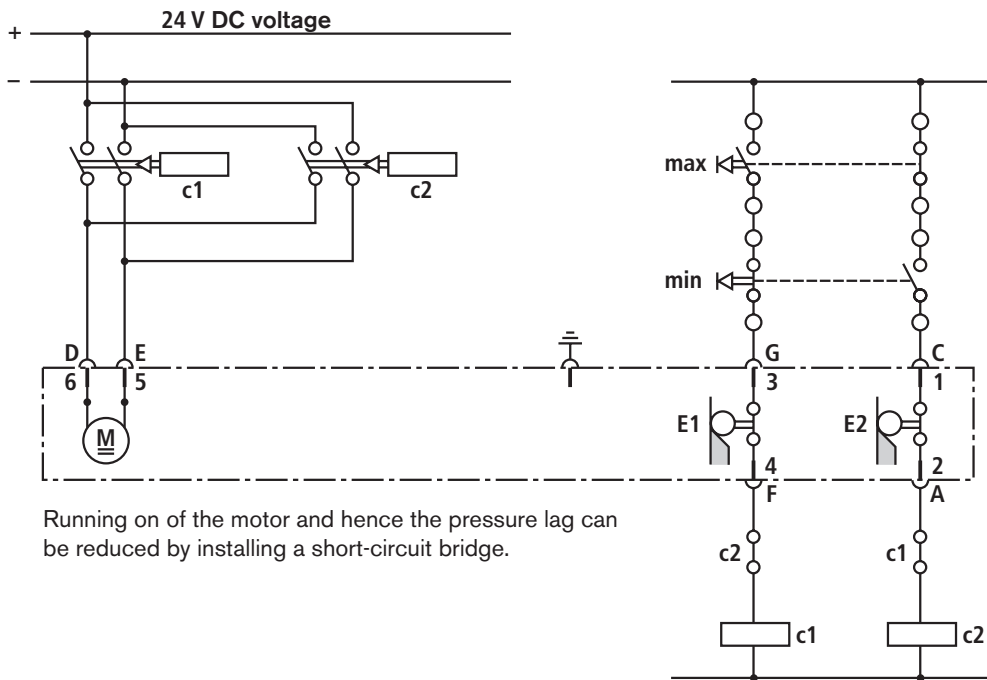 24 V DC voltage
+
−
c1
c2
max
min
D
E
G
C
6
5
3
1
M
E1
E2
4
2
F
A
Running on of the motor and hence the pressure lag can
be reduced by installing a short-circuit bridge.
c2
c1
c1
c2